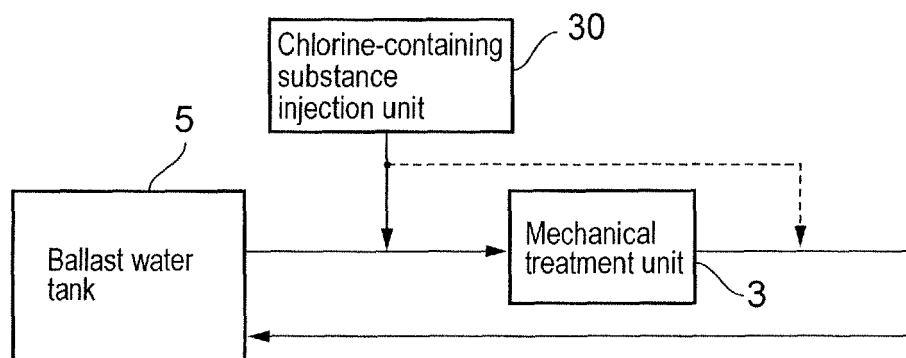 Chlorine-containing
substance
injection unit
30
5
Ballast water
tank
Mechanical
treatment unit
3